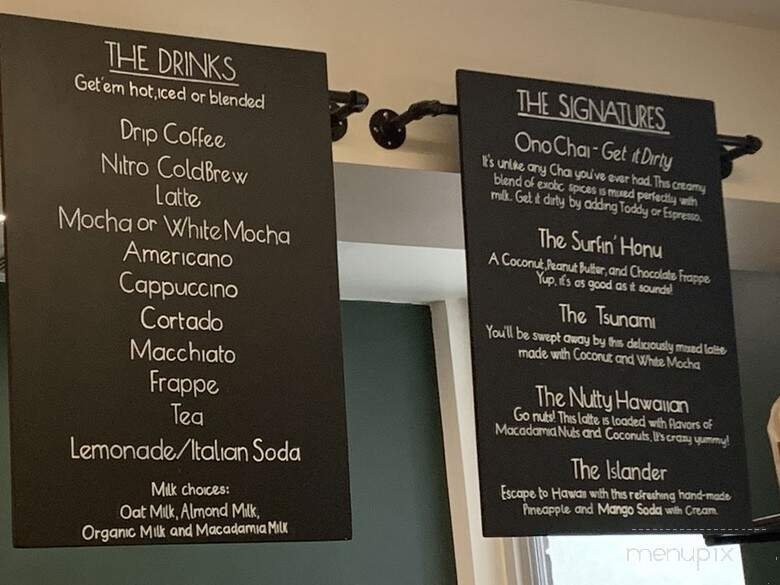 THE DRINKS
Get'em hot,iced or blended
Drip Coffee
Nitro ColdBrew
Latte
Mocha or White Mocha
Americano
Cappuccino
Cortado
Macchiato
Frappe
Tea
Lemonade/Italian Soda
Milk choices:
Oat Milk, Almond Milk,
Organic Milk and Macadamia Milk
THE SIGNATURES
Ono Chai - Get it Dirty
It's unlike any Chai you've ever had. This creamy
blend of exotic spices is mixed perfectly with
milk. Get it dirty by adding Toddy or Espresso.
The Surfin' Honu
A Coconut, Peanut Butter, and Chocolate Frappe
Yup, it's as good as it sounds!
The Tsunami
You'll be swept away by this deliciously mixed latte
made with Coconut and White Mocha
The Nutty Hawaiian
Go nuts! This latte is loaded with flavors of
Macadamia Nuts and Coconuts, It's crazy yummy!
The Islander
Escape to Hawaii with this refreshing hand-made
Pineapple and Mango Soda with Cream.
menupix